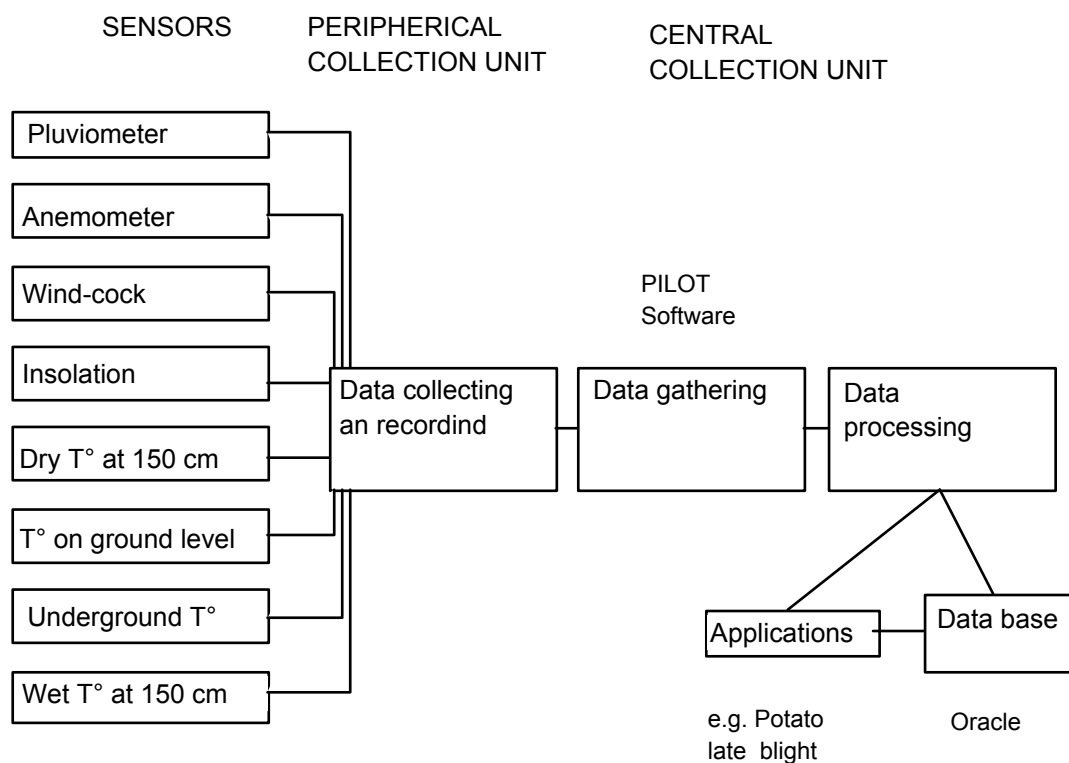 SENSORS
PERIPHERICAL
COLLECTION UNIT
CENTRAL
COLLECTION UNIT
Pluviometer
Anemometer
Wind-cock
Insolation
Dry T° at 150 cm
T° on ground level
Underground T°
Wet T° at 150 cm
Data collecting
an recordind
PILOT
Software
Data gathering
Data
processing
Applications
Data base
e.g. Potato
late blight
Oracle